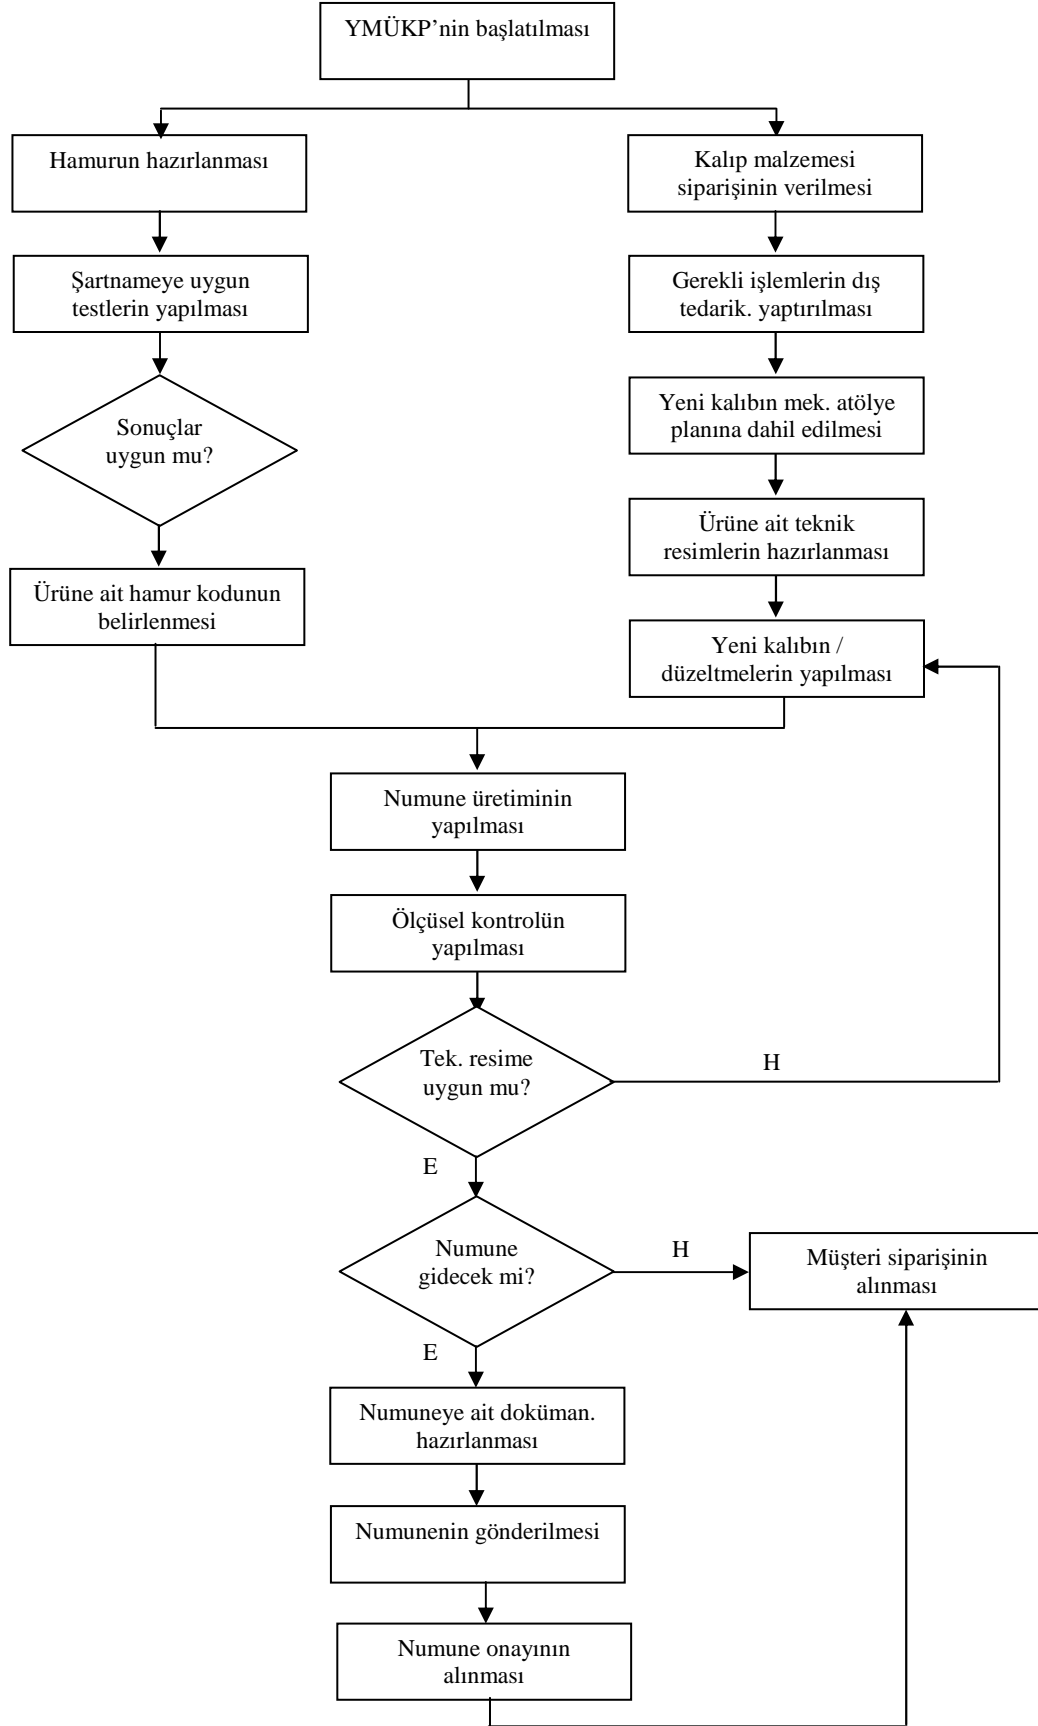 YMÜKP’nin başlatılması
Hamurun hazırlanması
Kalıp malzemesi
siparişinin verilmesi
Şartnameye uygun
testlerin yapılması
Gerekli işlemlerin dış
tedarik. yaptırılması
Sonuçlar
uygun mu?
Yeni kalıbın mek. atölye
planına dahil edilmesi
Ürüne ait teknik
resimlerin hazırlanması
Ürüne ait hamur kodunun
belirlenmesi
Yeni kalıbın /
düzeltmelerin yapılması
Numune üretiminin
yapılması
Ölçüsel kontrolün
yapılması
Tek. resime
uygun mu?
H
E
Numune
gidecek mi?
H
Müşteri siparişinin
alınması
E
Numuneye ait doküman.
hazırlanması
Numunenin gönderilmesi
Numune onayının
alınması